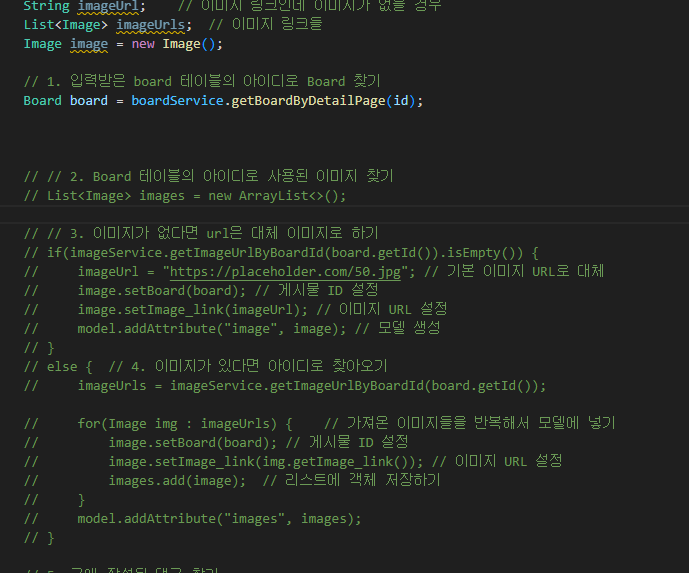 String imageUrl;    // 이미지 링크인데 이미지가 없을 경우
List<Image> imageUrls;  // 이미지 링크들
Image image = new Image();
// 1. 입력받은 board 테이블의 아이디로 Board 찾기
Board board = boardService.getBoardByDetailPage(id);
// // 2. Board 테이블의 아이디로 사용된 이미지 찾기
// List<Image> images = new ArrayList<>();
// // 3. 이미지가 없다면 url은 대체 이미지로 하기
// if(imageService.getImageUrlByBoardId(board.getId()).isEmpty()) {
//     imageUrl = "https://placeholder.com/50.jpg"; // 기본 이미지 URL로 대체
//     image.setBoard(board); // 게시물 ID 설정
//     image.setImage_link(imageUrl); // 이미지 URL 설정
//     model.addAttribute("image", image); // 모델 생성
// }
// else {  // 4. 이미지가 있다면 아이디로 찾아오기
//     imageUrls = imageService.getImageUrlByBoardId(board.getId());
//     for(Image img : imageUrls) {    // 가져온 이미지들을 반복해서 모델에 넣기
//         image.setBoard(board); // 게시물 ID 설정
//         image.setImage_link(img.getImage_link()); // 이미지 URL 설정
//         images.add(image);  // 리스트에 객체 저장하기
//     }
//     model.addAttribute("images", images);
// }